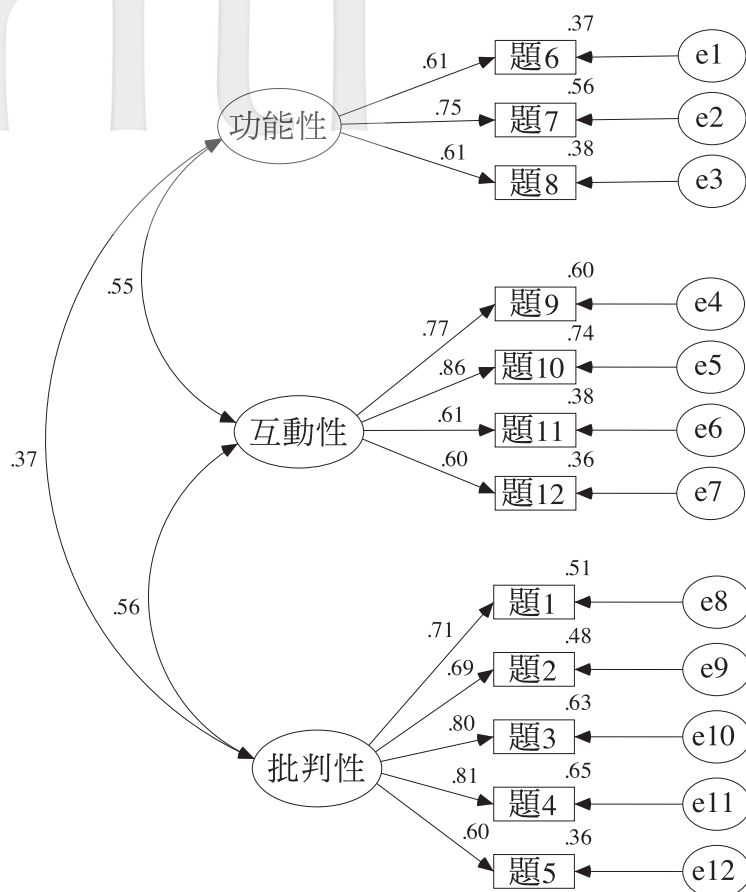 .37
.61 題6 e1
.56
功能性 .75 題7 e2
.38
.61 題8 e3
.55
.60
.77 題9 e4
.74
.86 題10 e5
.38
互動性 .61 題11 e6
.36
.60 題12 e7
.37
.56
.51
.71 題1 e8
.48
.69 題2 e9
.63
.80 題3 e10
批判性
.65
.81 題4 e11
.36
.60 題5 e12